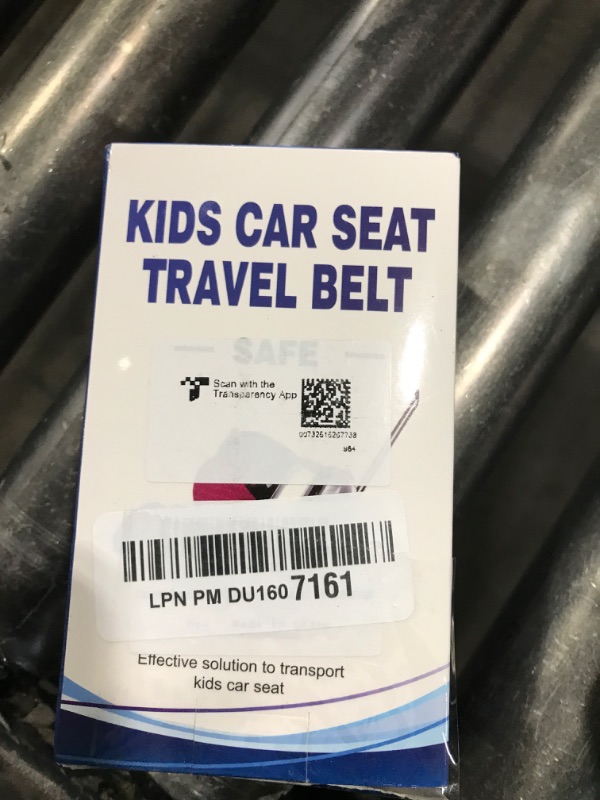 KIDS CAR SEAT
TRAVEL BELT
SAFE
Scan with the
Transparency App
984
LPN PM DU160 7161
Effective solution to transport
kids car seat